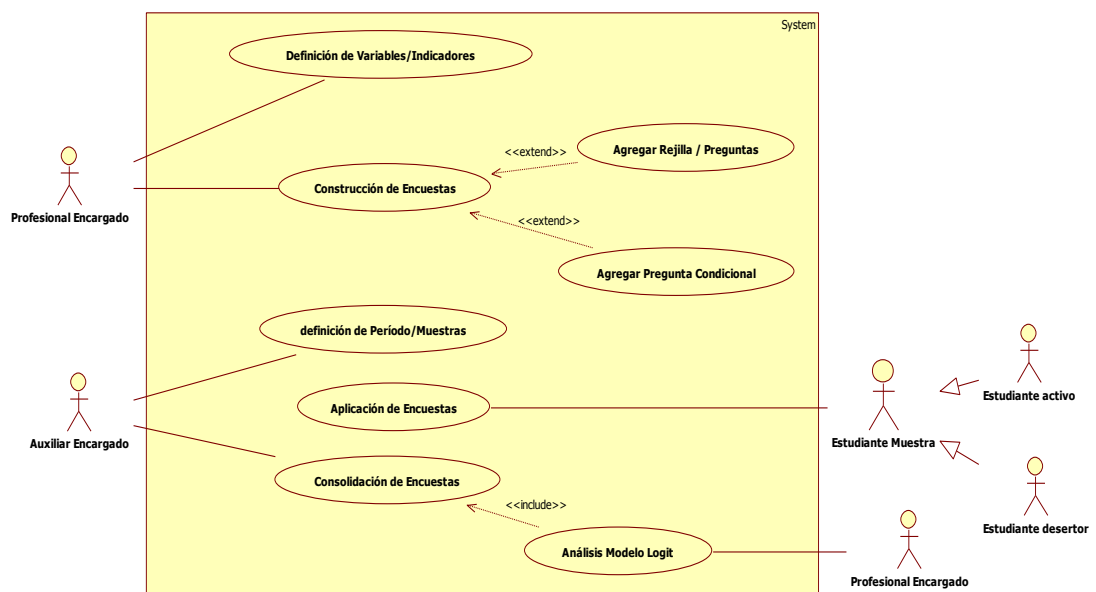 System
Definición de Variables/Indicadores
<<extend>>
Agregar Rejilla / Preguntas
Construcción de Encuestas
Profesional Encargado
<<extend>>
Agregar Pregunta Condicional
definición de Período/Muestras
Estudiante activo
Aplicación de Encuestas
Auxiliar Encargado
Estudiante Muestra
Consolidación de Encuestas
<<include>>
Estudiante desertor
Análisis Modelo Logit
Profesional Encargado